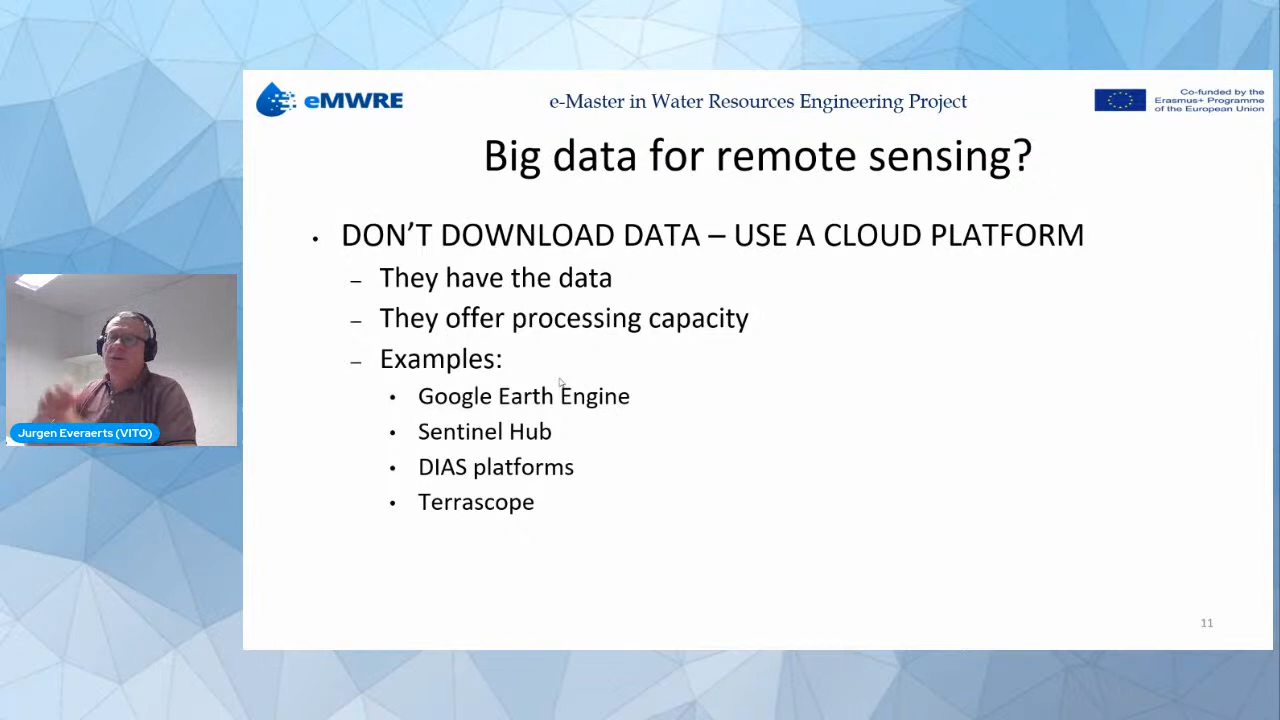 eMWRE
e-Master in Water Resources Engineering Project
Co-funded by the
Erasmus+ Programme
of the European Union
Big data for remote sensing?
• DON’T DOWNLOAD DATA – USE A CLOUD PLATFORM
– They have the data
– They offer processing capacity
– Examples:
• Google Earth Engine
• Sentinel Hub
• DIAS platforms
• Terrascope
Jurgen Everaerts (VITO)
11